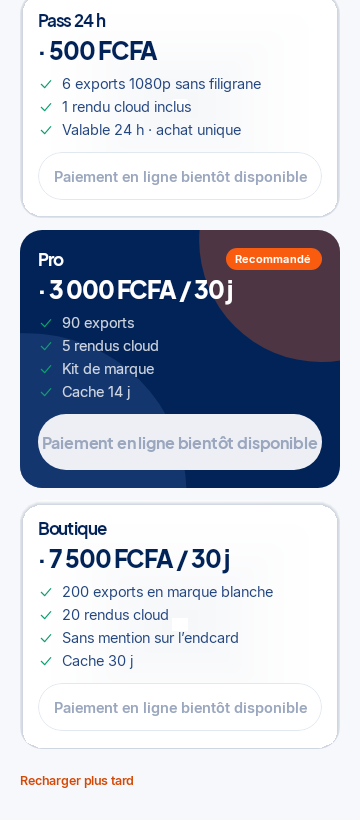 Pass 24 h
· 500 FCFA
6 exports 1080p sans filigrane
1 rendu cloud inclus
Valable 24 h · achat unique
Paiement en ligne bientôt disponible
Pro
Recommandé
· 3 000 FCFA / 30 j
90 exports
5 rendus cloud
Kit de marque
Cache 14 j
Paiement en ligne bientôt disponible
Boutique
· 7 500 FCFA / 30 j
200 exports en marque blanche
20 rendus cloud
Sans mention sur l’endcard
Cache 30 j
Paiement en ligne bientôt disponible
Recharger plus tard